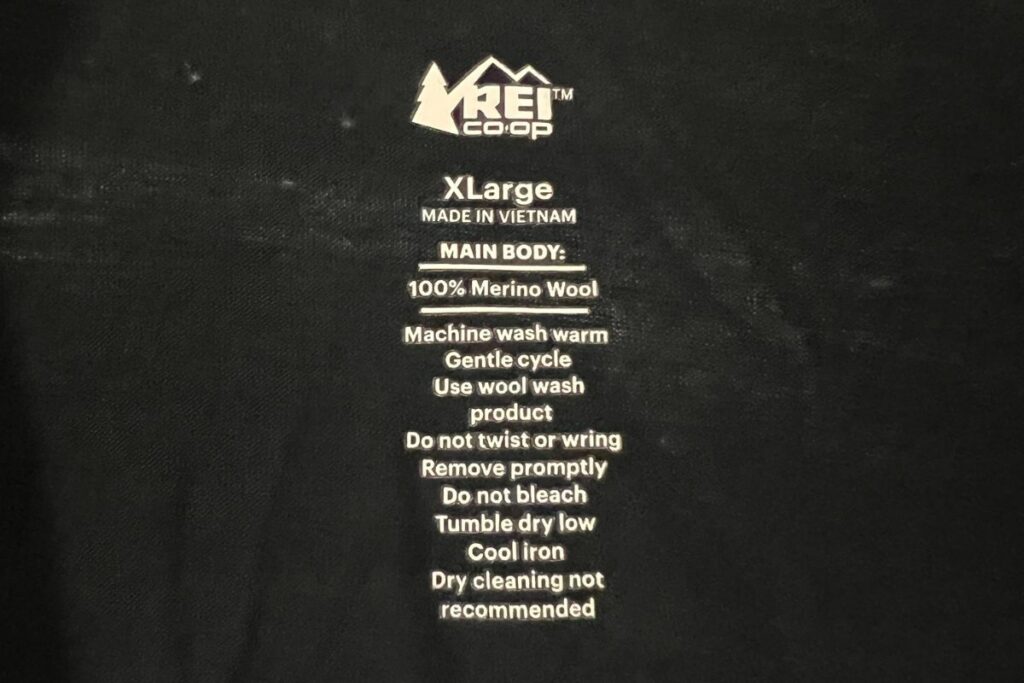 REI™
co·op
XLarge
MADE IN VIETNAM
MAIN BODY:
100% Merino Wool
Machine wash warm
Gentle cycle
Use wool wash
product
Do not twist or wring
Remove promptly
Do not bleach
Tumble dry low
Cool iron
Dry cleaning not
recommended